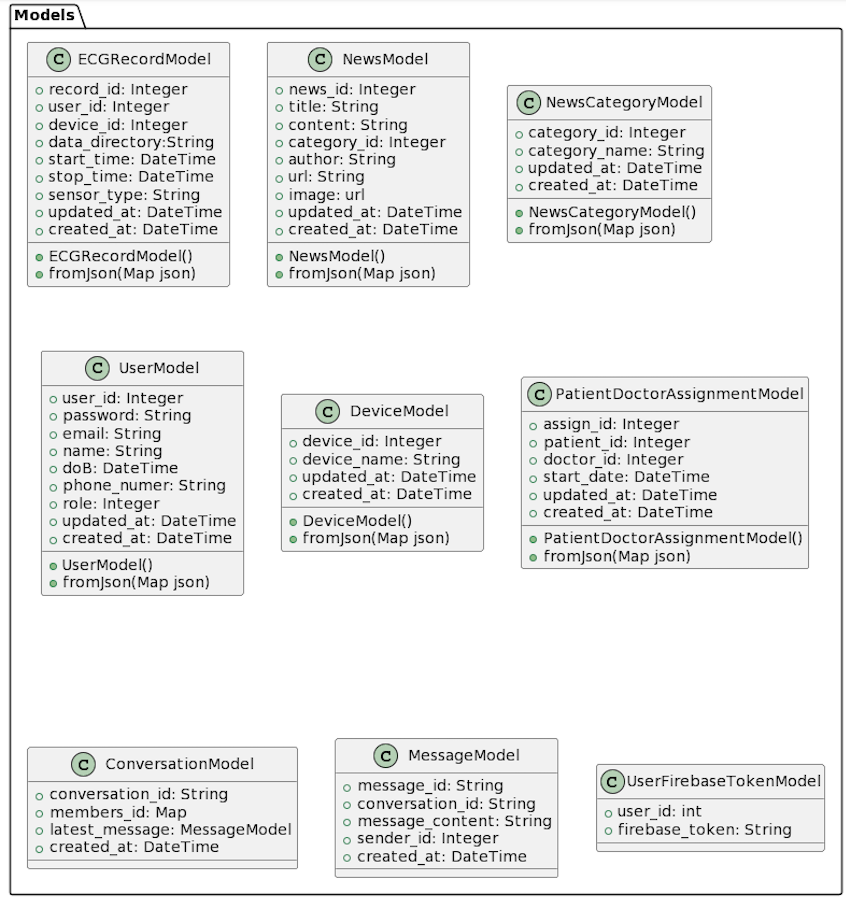 Models
C ECGRecordModel
record_id: Integer
user_id: Integer
device_id: Integer
data_directory:String
start_time: DateTime
stop_time: DateTime
sensor_type: String
updated_at: DateTime
created_at: DateTime
ECGRecordModel()
fromJson(Map json)
C NewsModel
news_id: Integer
title: String
content: String
category_id: Integer
author: String
url: String
image: url
updated_at: DateTime
created_at: DateTime
NewsModel()
fromJson(Map json)
C NewsCategoryModel
category_id: Integer
category_name: String
updated_at: DateTime
created_at: DateTime
NewsCategoryModel()
fromJson(Map json)
C UserModel
user_id: Integer
password: String
email: String
name: String
doB: DateTime
phone_numer: String
role: Integer
updated_at: DateTime
created_at: DateTime
UserModel()
fromJson(Map json)
C DeviceModel
device_id: Integer
device_name: String
updated_at: DateTime
created_at: DateTime
DeviceModel()
fromJson(Map json)
C PatientDoctorAssignmentModel
assign_id: Integer
patient_id: Integer
doctor_id: Integer
start_date: DateTime
updated_at: DateTime
created_at: DateTime
PatientDoctorAssignmentModel()
fromJson(Map json)
C ConversationModel
conversation_id: String
members_id: Map
latest_message: MessageModel
created_at: DateTime
C MessageModel
message_id: String
conversation_id: String
message_content: String
sender_id: Integer
created_at: DateTime
C UserFirebaseTokenModel
user_id: int
firebase_token: String